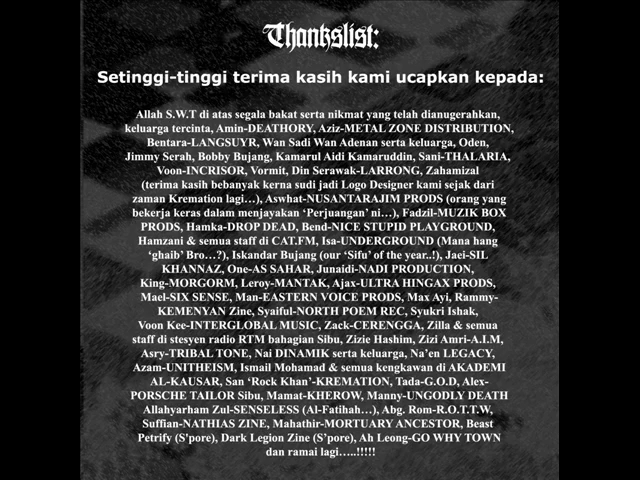 Thankslist:
Setinggi-tinggi terima kasih kami ucapkan kepada:
Allah S.W.T di atas segala bakat serta nikmat yang telah dianugerahkan,
keluarga tercinta, Amin-DEATHORY, Aziz-METAL ZONE DISTRIBUTION,
Bentara-LANGSUYR, Wan Sadi Wan Adenan serta keluarga, Oden,
Jimmy Serah, Bobby Bujang, Kamarul Aidi Kamaruddin, Sani-THALARIA,
Voon-INCRISOR, Vormit, Din Serawak-LARRONG, Zahamizal
(terima kasih bebanyak kerna sudi jadi Logo Designer kami sejak dari
zaman Kremation lagi…), Aswhat-NUSANTARAJIM PRODS (orang yang
bekerja keras dalam menjayakan ‘Perjuangan’ ni…), Fadzil-MUZIK BOX
PRODS, Hamka-DROP DEAD, Bend-NICE STUPID PLAYGROUND,
Hamzani & semua staff di CAT.FM, Isa-UNDERGROUND (Mana hang
‘ghaib’ Bro…?), Iskandar Bujang (our ‘Sifu’ of the year..!), Jaei-SIL
KHANNAZ, One-AS SAHAR, Junaidi-NADI PRODUCTION,
King-MORGORM, Leroy-MANTAK, Ajax-ULTRA HINGAX PRODS,
Mael-SIX SENSE, Man-EASTERN VOICE PRODS, Max Ayi, Rammy-
KEMENYAN Zine, Syaiful-NORTH POEM REC, Syukri Ishak,
Voon Kee-INTERGLOBAL MUSIC, Zack-CERENGGA, Zilla & semua
staff di stesyen radio RTM bahagian Sibu, Zizie Hashim, Zizi Amri-A.I.M,
Asry-TRIBAL TONE, Nai DINAMIK serta keluarga, Na’en LEGACY,
Azam-UNITHEISM, Ismail Mohamad & semua kengkawan di AKADEMI
AL-KAUSAR, San ‘Rock Khan’-KREMATION, Tada-G.O.D, Alex-
PORSCHE TAILOR Sibu, Mamat-KHEROW, Manny-UNGODLY DEATH
Allahyarham Zul-SENSELESS (Al-Fatihah…), Abg. Rom-R.O.T.T.W,
Suffian-NATHIAS ZINE, Mahathir-MORTUARY ANCESTOR, Beast
Petrify (S'pore), Dark Legion Zine (S’pore), Ah Leong-GO WHY TOWN
dan ramai lagi…..!!!!!